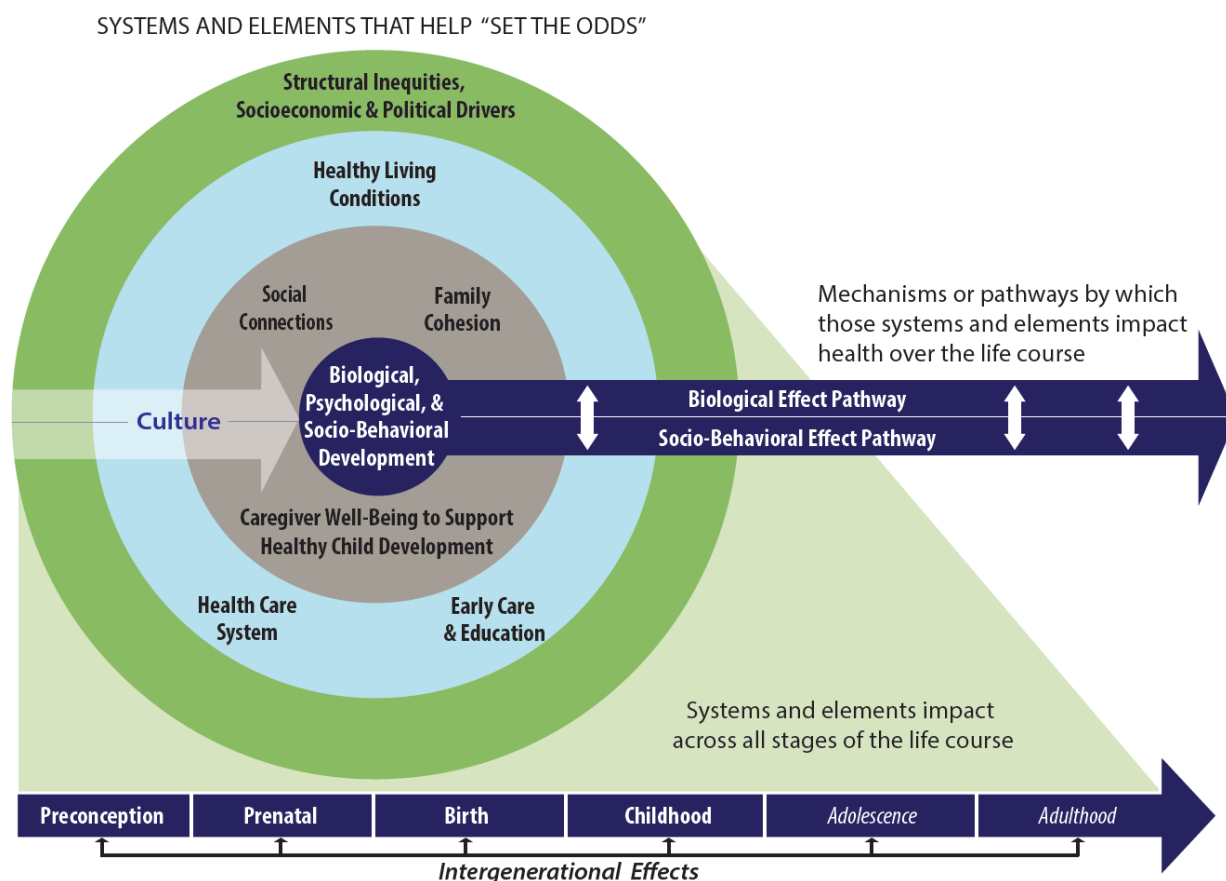 SYSTEMS AND ELEMENTS THAT HELP “SET THE ODDS”
Structural Inequities,
Socioeconomic & Political Drivers
Healthy Living
Conditions
Social
Connections
Family
Cohesion
Culture
Biological,
Psychological, &
Socio-Behavioral
Development
Mechanisms or pathways by which
those systems and elements impact
health over the life course
Biological Effect Pathway
Socio-Behavioral Effect Pathway
Caregiver Well-Being to Support
Healthy Child Development
Health Care
System
Early Care
& Education
Systems and elements impact
across all stages of the life course
Preconception
Prenatal
Birth
Childhood
Adolescence
Adulthood
Intergenerational Effects